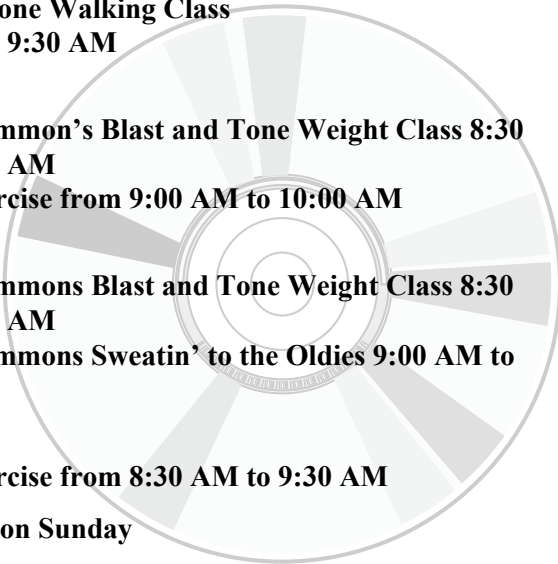 one Walking Class
9:30 AM
mmon’s Blast and Tone Weight Class 8:30
AM
rcise from 9:00 AM to 10:00 AM
mmons Blast and Tone Weight Class 8:30
AM
mmons Sweatin’ to the Oldies 9:00 AM to
rcise from 8:30 AM to 9:30 AM
on Sunday